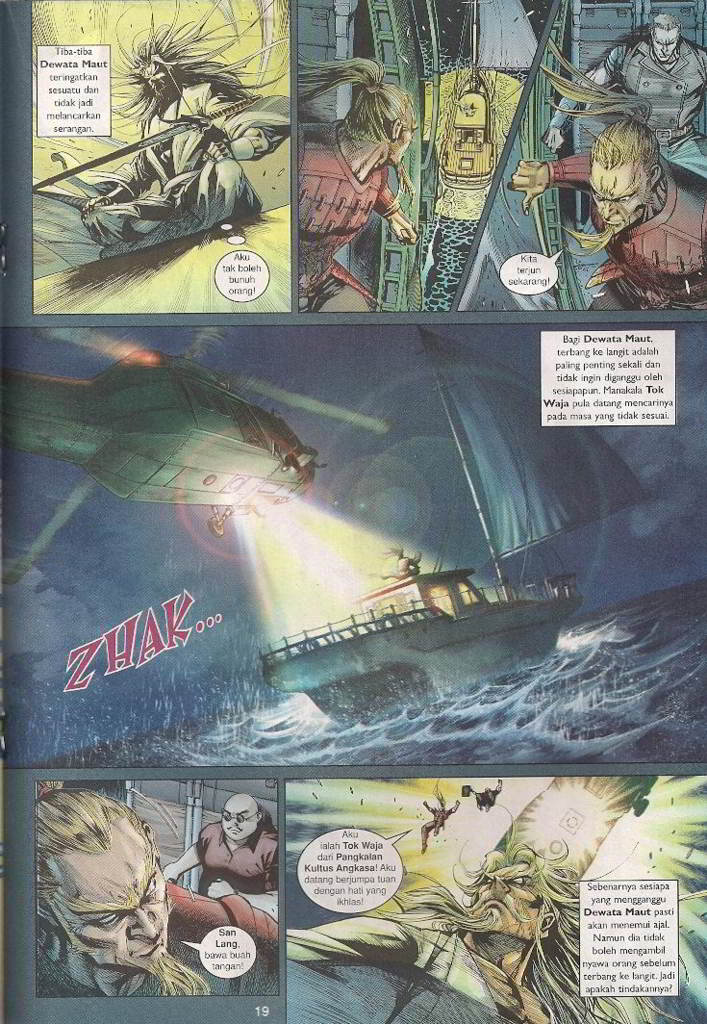 Tiba-tiba
Dewata Maut
teringatkan
sesuatu dan
tidak jadi
melancarkan
serangan.
Aku
tak boleh
bunuh
orang!
Kita
terjun
sekarang!
Bagi Dewata Maut,
terbang ke langit adalah
paling penting sekali dan
tidak ingin diganggu oleh
sesiapapun. Manakala Tok
Waja pula datang mencarinya
pada masa yang tidak sesuai.
ZHAK...
San
Lang,
bawa buah
tangan!
Aku
ialah Tok Waja
dari Pangkalan
Kultus Angkasa! Aku
datang berjumpa tuan
dengan hati yang
ikhlas!
Sebenarnya sesiapa
yang mengganggu
Dewata Maut pasti
akan menemui ajal.
Namun dia tidak
boleh mengambil
nyawa orang sebelum
terbang ke langit. Jadi
apakah tindakannya?
19